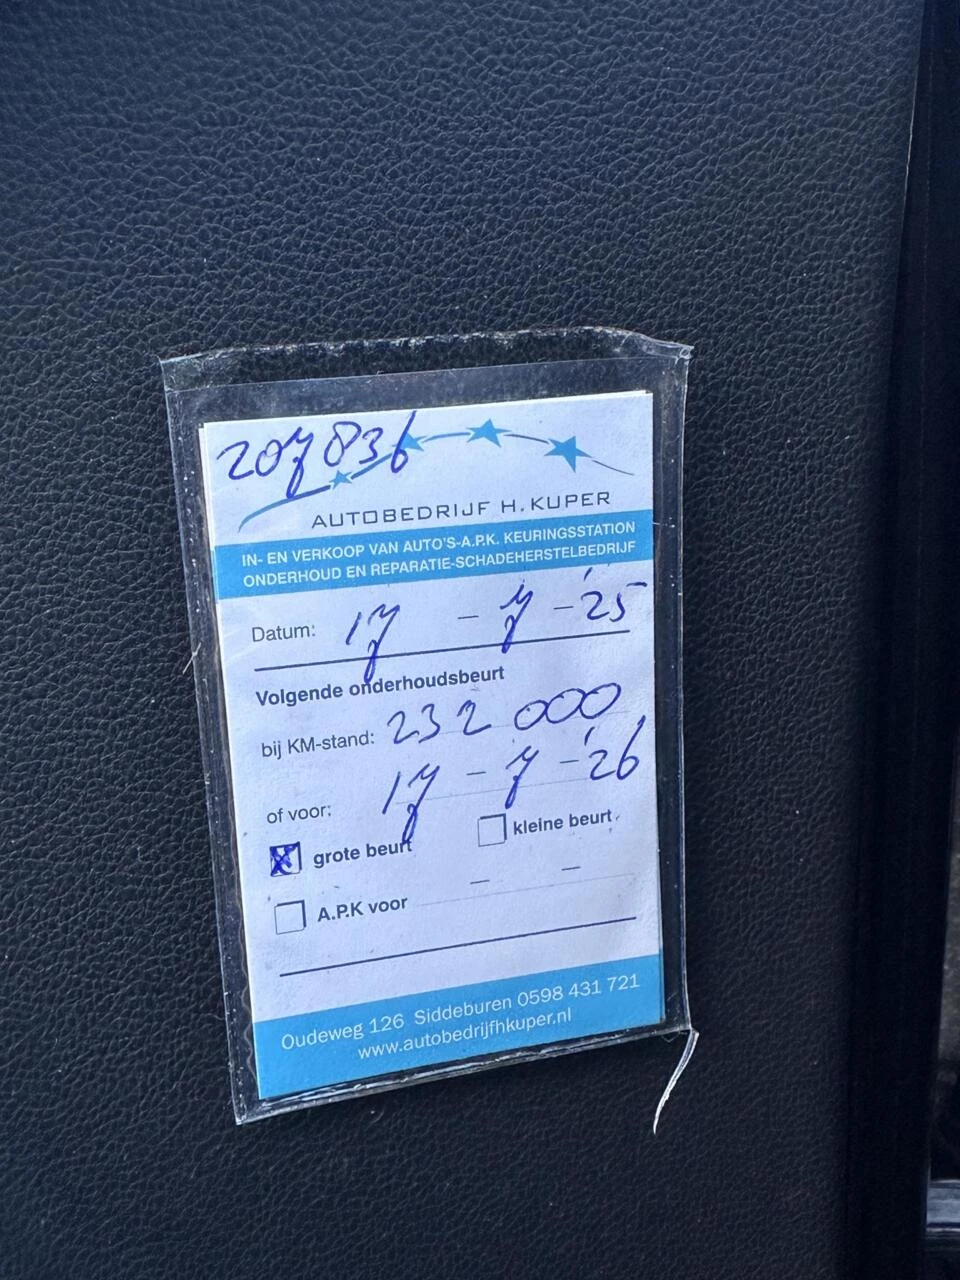 207836
AUTOBEDRIJF H. KUPER
IN- EN VERKOOP VAN AUTO'S-A.P.K. KEURINGSSTATION
ONDERHOUD EN REPARATIE-SCHADEHERSTELBEDRIJF
Datum: 17 - 7 - '25
Volgende onderhoudsbeurt
bij KM-stand: 232 000
of voor: 17 - 7 - '26
grote beurt kleine beurt
A.P.K voor - -
Oudeweg 126 Siddeburen 0598 431 721
www.autobedrijfhkuper.nl